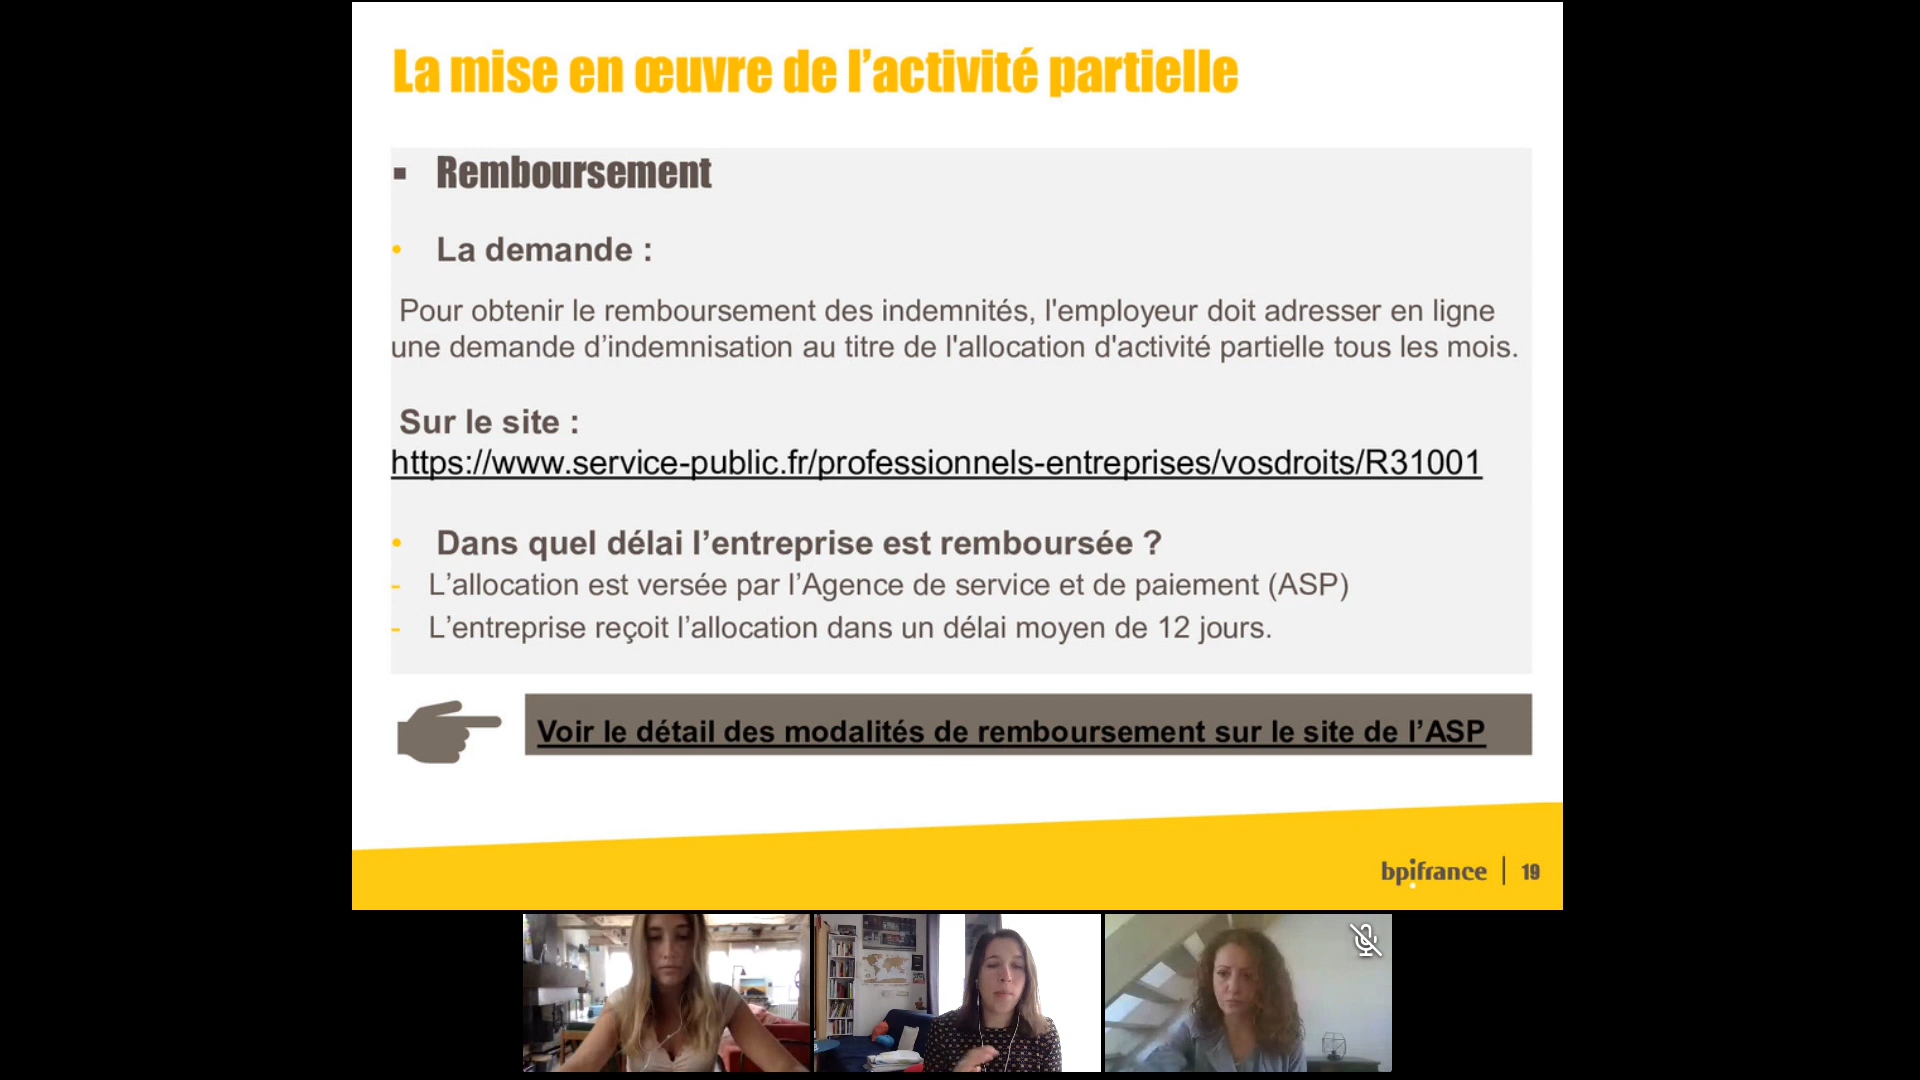 La mise en œuvre de l’activité partielle
▪ Remboursement
• La demande :
Pour obtenir le remboursement des indemnités, l'employeur doit adresser en ligne
une demande d’indemnisation au titre de l'allocation d'activité partielle tous les mois.
Sur le site :
https://www.service-public.fr/professionnels-entreprises/vosdroits/R31001
• Dans quel délai l’entreprise est remboursée ?
- L’allocation est versée par l’Agence de service et de paiement (ASP)
- L’entreprise reçoit l’allocation dans un délai moyen de 12 jours.
Voir le détail des modalités de remboursement sur le site de l’ASP
bpifrance | 19